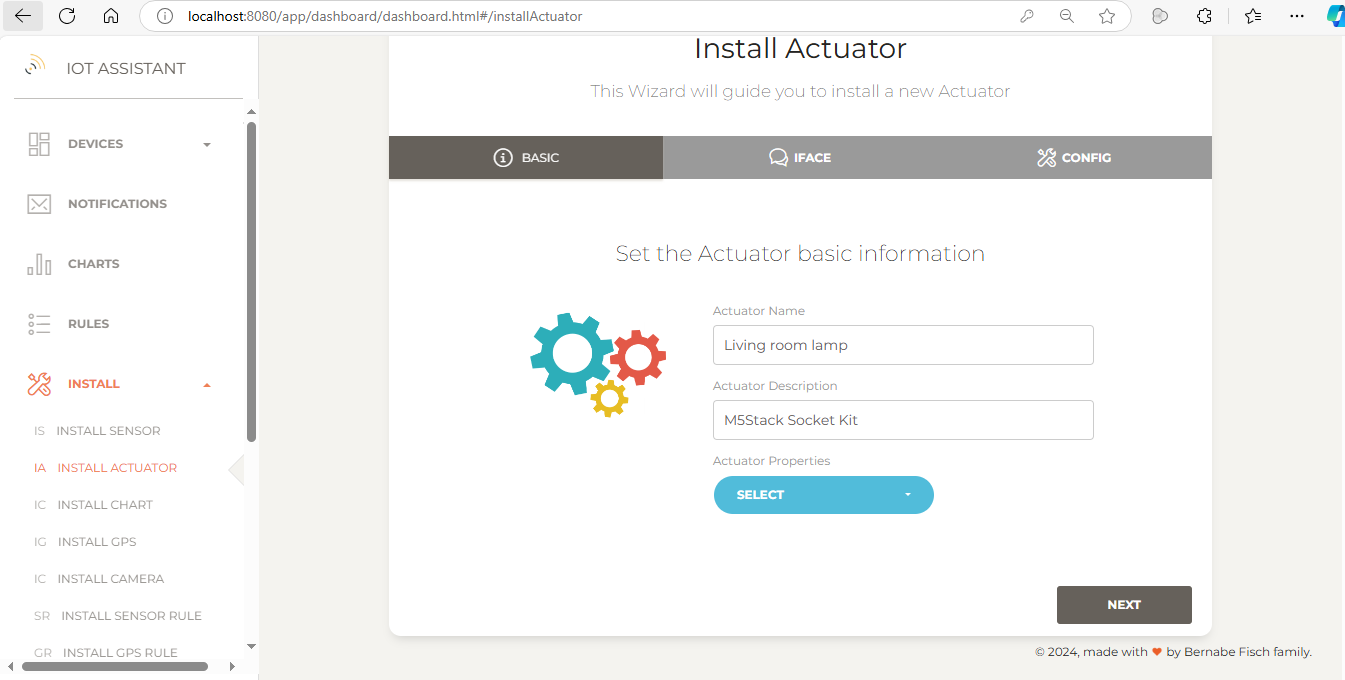 localhost:8080/app/dashboard/dashboard.html#/installActuator
IOT ASSISTANT
DEVICES
NOTIFICATIONS
CHARTS
RULES
INSTALL
IS INSTALL SENSOR
IA INSTALL ACTUATOR
IC INSTALL CHART
IG INSTALL GPS
IC INSTALL CAMERA
SR INSTALL SENSOR RULE
GR INSTALL GPS RULE
Install Actuator
This Wizard will guide you to install a new Actuator
BASIC IFACE CONFIG
Set the Actuator basic information
Actuator Name
Living room lamp
Actuator Description
M5Stack Socket Kit
Actuator Properties
SELECT
NEXT
© 2024, made with ❤ by Bernabe Fisch family.